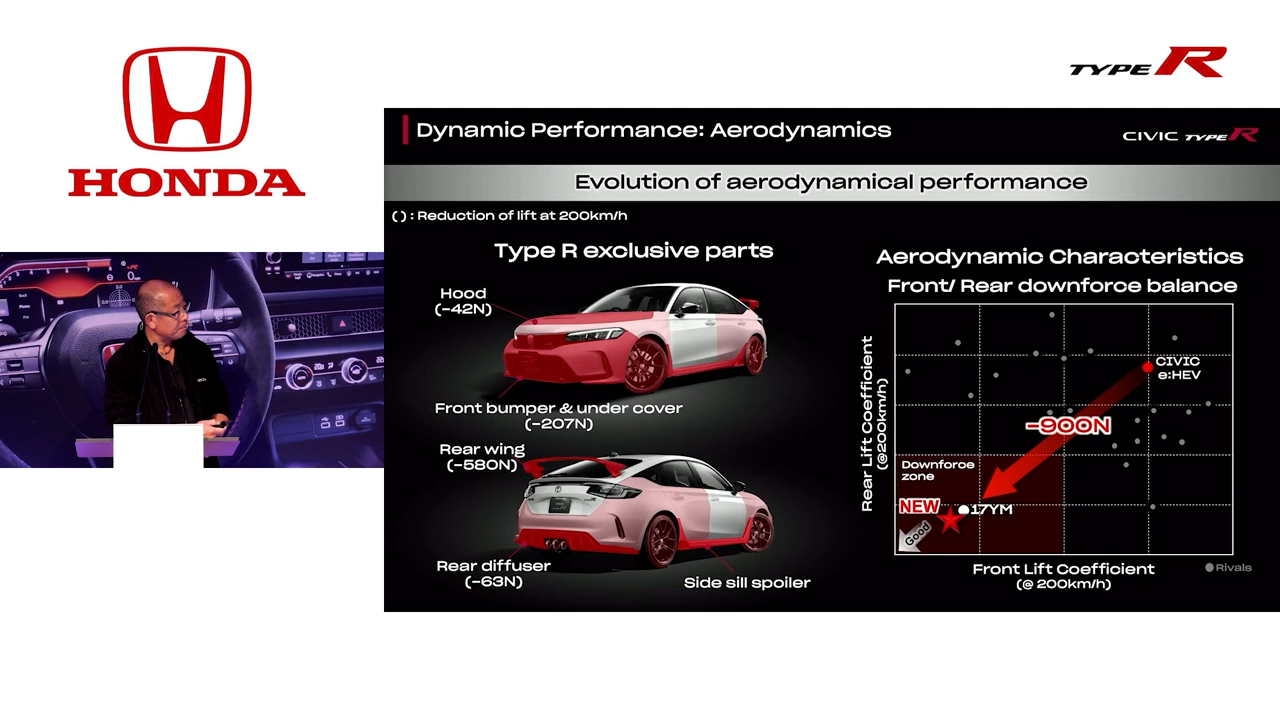 HONDA
TYPE R
Dynamic Performance: Aerodynamics
CIVIC TYPE R
Evolution of aerodynamical performance
( ) : Reduction of lift at 200km/h
Type R exclusive parts
Hood
(-42N)
Front bumper & under cover
(-207N)
Rear wing
(-580N)
Rear diffuser
(-63N)
Side sill spoiler
Aerodynamic Characteristics
Front/ Rear downforce balance
Rear Lift Coefficient
(@200km/h)
CIVIC
e:HEV
-900N
Downforce
zone
NEW
17YM
Good
Front Lift Coefficient
(@ 200km/h)
Rivals